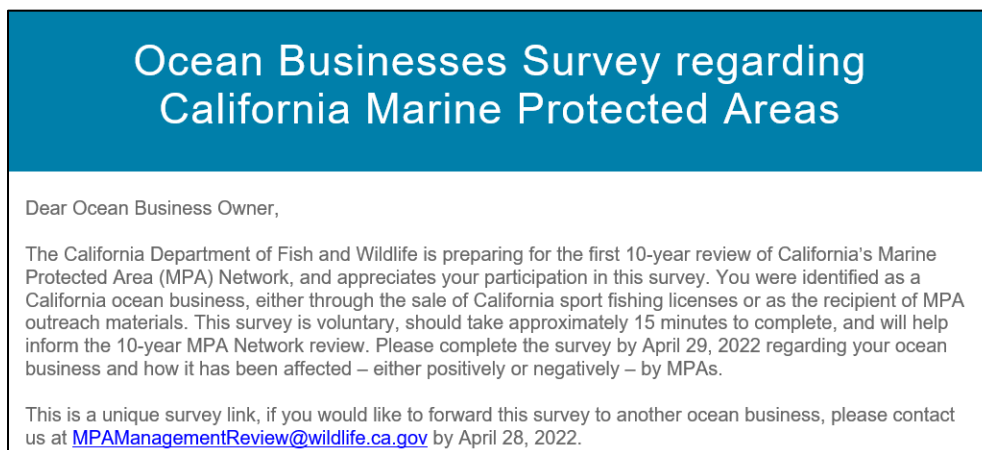 Ocean Businesses Survey regarding
California Marine Protected Areas
Dear Ocean Business Owner,
The California Department of Fish and Wildlife is preparing for the first 10-year review of California's Marine
Protected Area (MPA) Network, and appreciates your participation in this survey. You were identified as a
California ocean business, either through the sale of California sport fishing licenses or as the recipient of MPA
outreach materials. This survey is voluntary, should take approximately 15 minutes to complete, and will help
inform the 10-year MPA Network review. Please complete the survey by April 29, 2022 regarding your ocean
business and how it has been affected – either positively or negatively – by MPAs.
This is a unique survey link, if you would like to forward this survey to another ocean business, please contact
us at MPAManagementReview@wildlife.ca.gov by April 28, 2022.